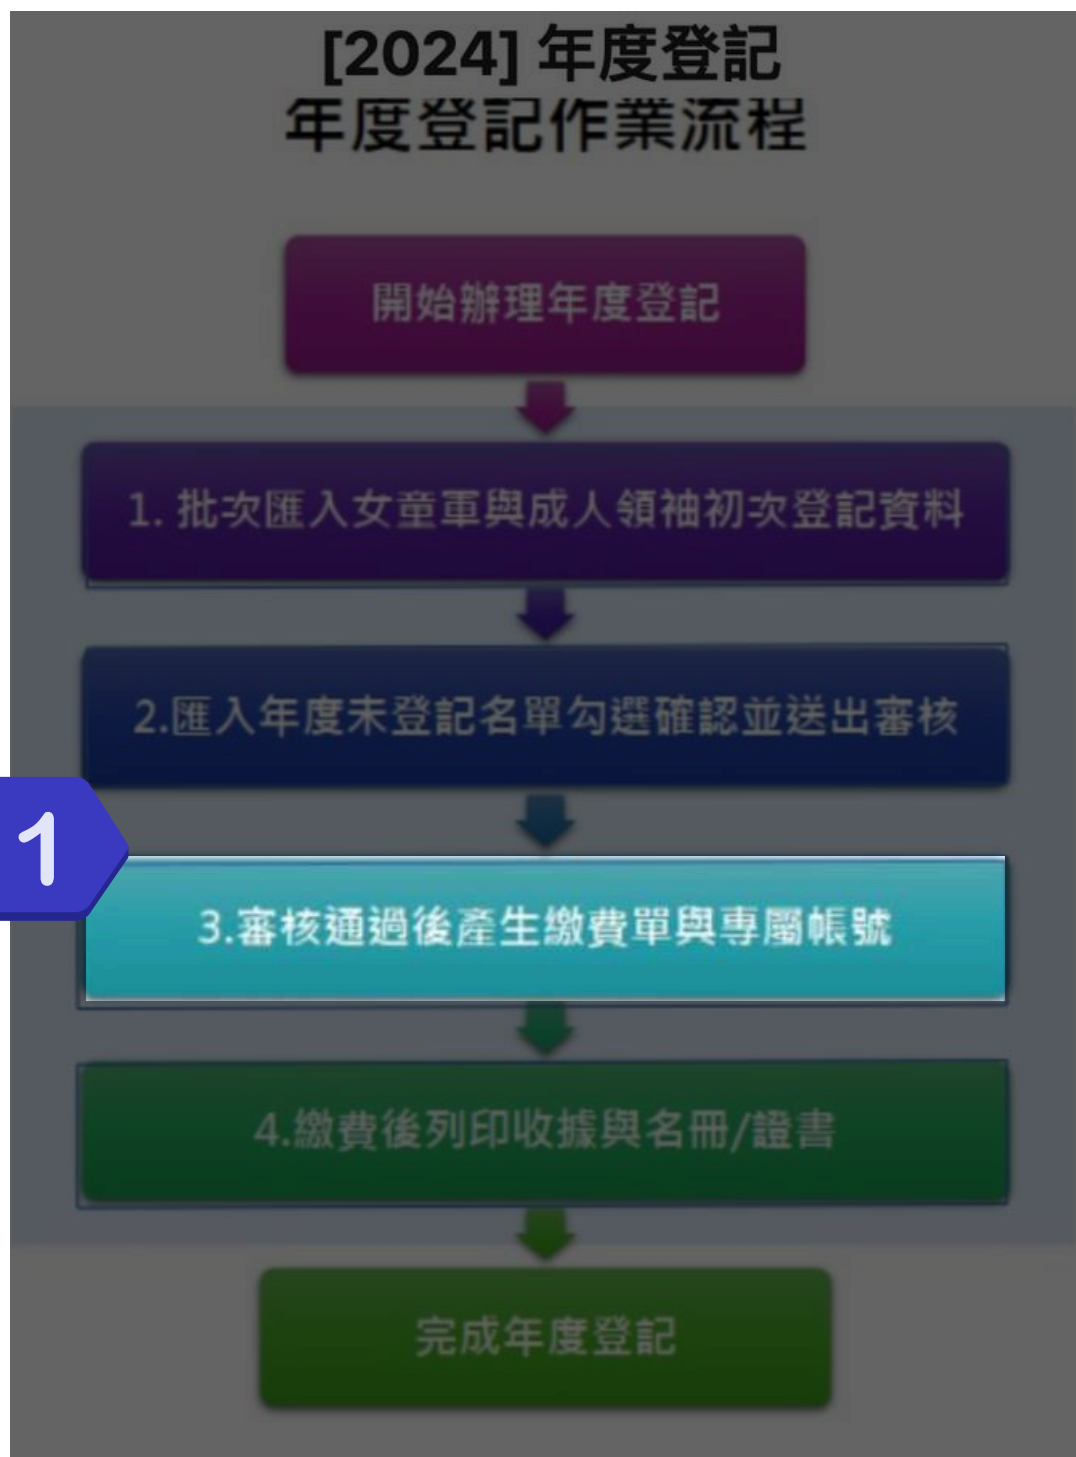 [2024] 年度登記
年度登記作業流程
開始辦理年度登記
1. 批次匯入女童軍與成人領袖初次登記資料
2.匯入年度未登記名單勾選確認並送出審核
1
3.審核通過後產生繳費單與專屬帳號
4.繳費後列印收據與名冊/證書
完成年度登記